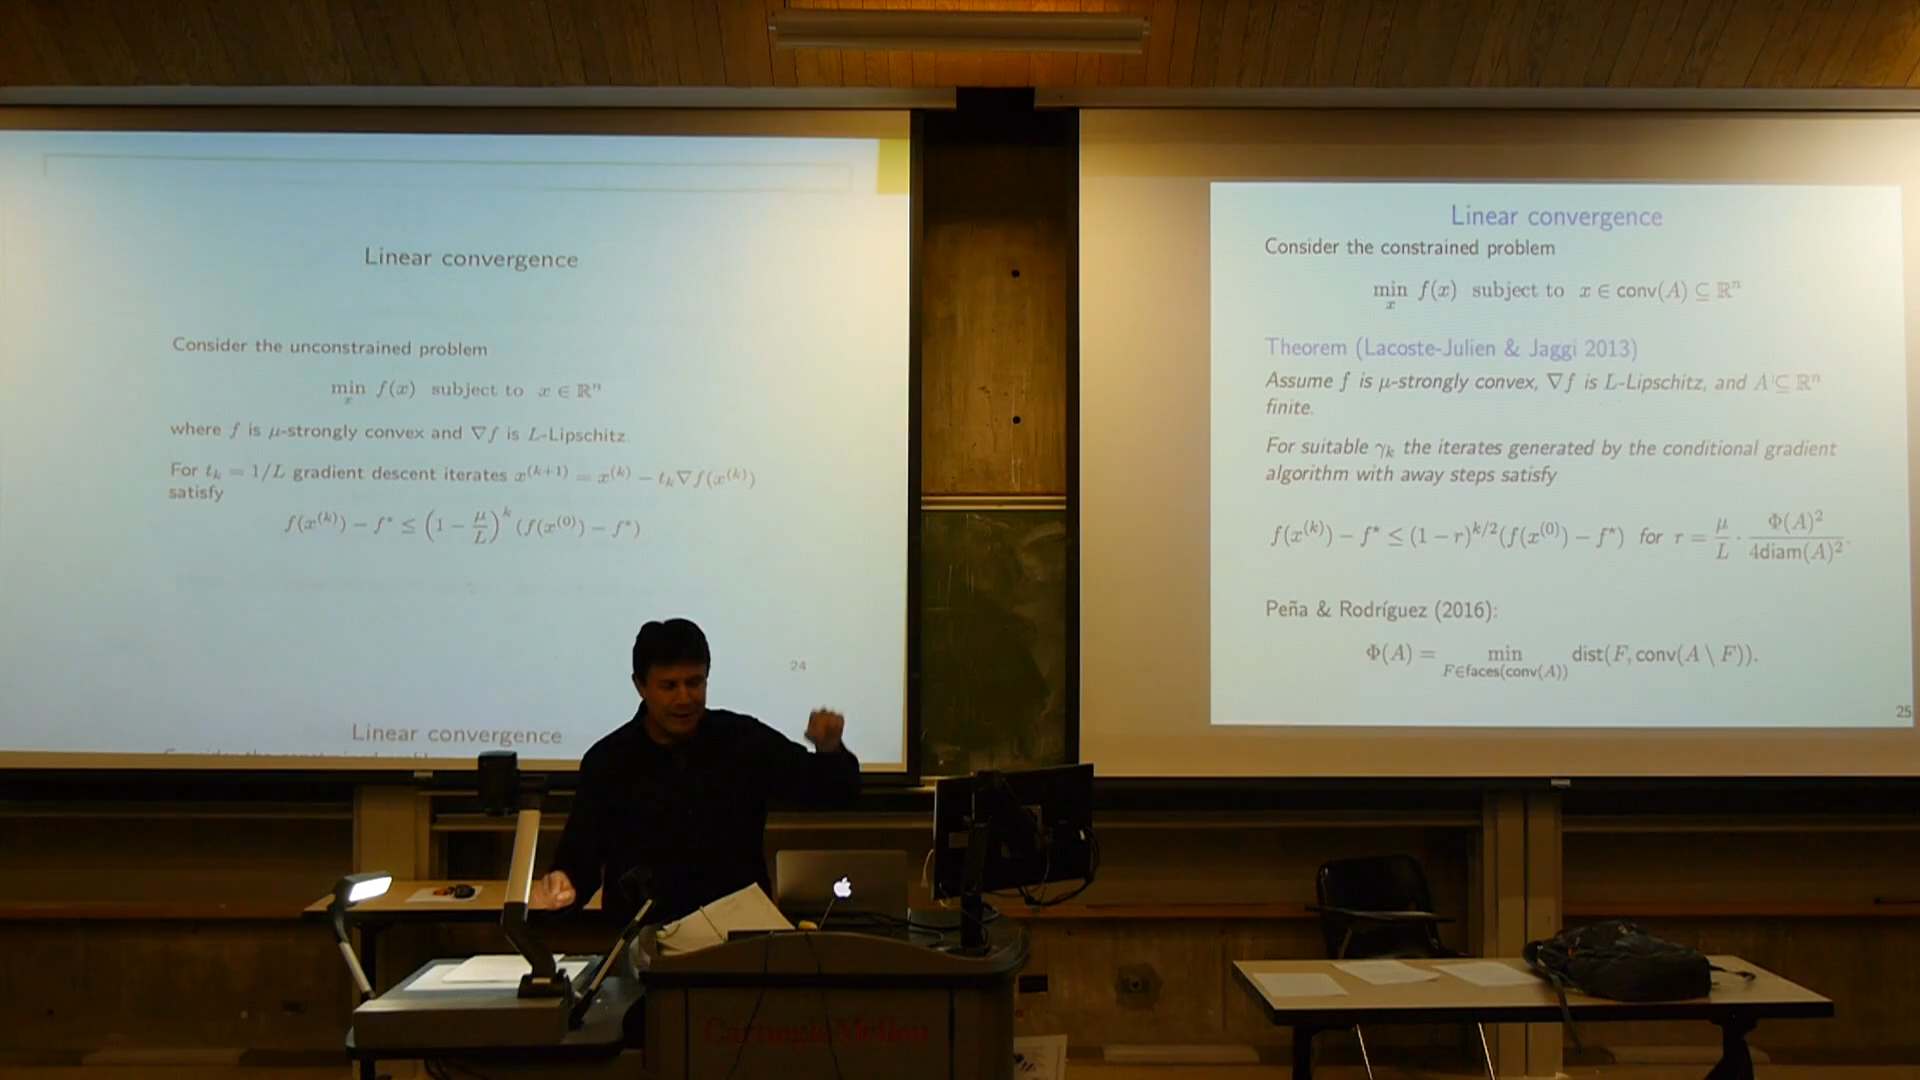 Linear convergence
Consider the unconstrained problem
min f(x) subject to x ∈ ℝⁿ
x
where f is μ-strongly convex and ∇f is L-Lipschitz.
For tₖ = 1/L gradient descent iterates x⁽ᵏ⁺¹⁾ = x⁽ᵏ⁾ − tₖ∇f(x⁽ᵏ⁾)
satisfy
f(x⁽ᵏ⁾) − f* ≤ (1 − μ/L)ᵏ (f(x⁽⁰⁾) − f*)
24
Linear convergence
Linear convergence
Consider the constrained problem
min f(x) subject to x ∈ conv(A) ⊆ ℝⁿ
x
Theorem (Lacoste-Julien & Jaggi 2013)
Assume f is μ-strongly convex, ∇f is L-Lipschitz, and A ⊆ ℝⁿ
finite.
For suitable γₖ the iterates generated by the conditional gradient
algorithm with away steps satisfy
f(x⁽ᵏ⁾) − f* ≤ (1 − r)^{k/2}(f(x⁽⁰⁾) − f*) for r = μ/L · Φ(A)²/4diam(A)².
Peña & Rodríguez (2016):
Φ(A) = min dist(F, conv(A \ F)).
F∈faces(conv(A))
25
Carnegie Mellon